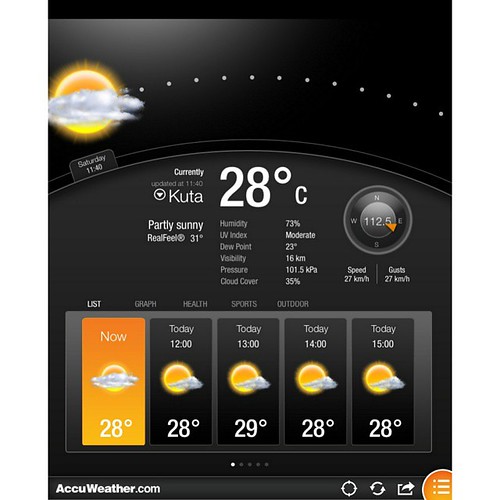 Saturday
11:40
Currently
updated at 11:40
Kuta
28° C
Partly sunny
RealFeel® 31°
Humidity 73%
UV Index Moderate
Dew Point 23°
Visibility 16 km
Pressure 101.5 kPa
Cloud Cover 35%
N
W 112.5 E
S
Speed Gusts
27 km/h 27 km/h
LIST GRAPH HEALTH SPORTS OUTDOOR
Now
28°
Today
12:00
28°
Today
13:00
29°
Today
14:00
28°
Today
15:00
28°
AccuWeather.com